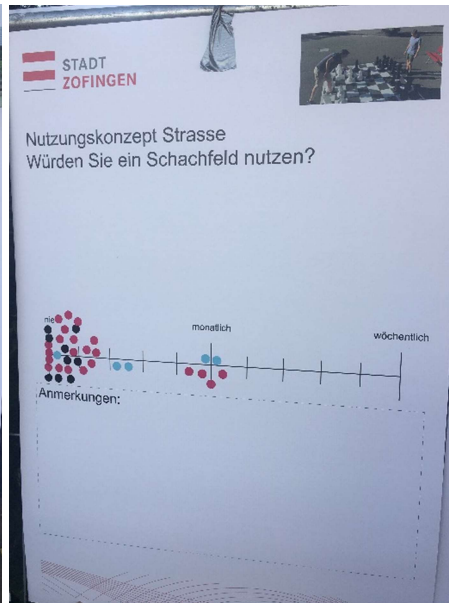 STADT
ZOFINGEN
Nutzungskonzept Strasse
Würden Sie ein Schachfeld nutzen?
nie
monatlich
wöchentlich
Anmerkungen: